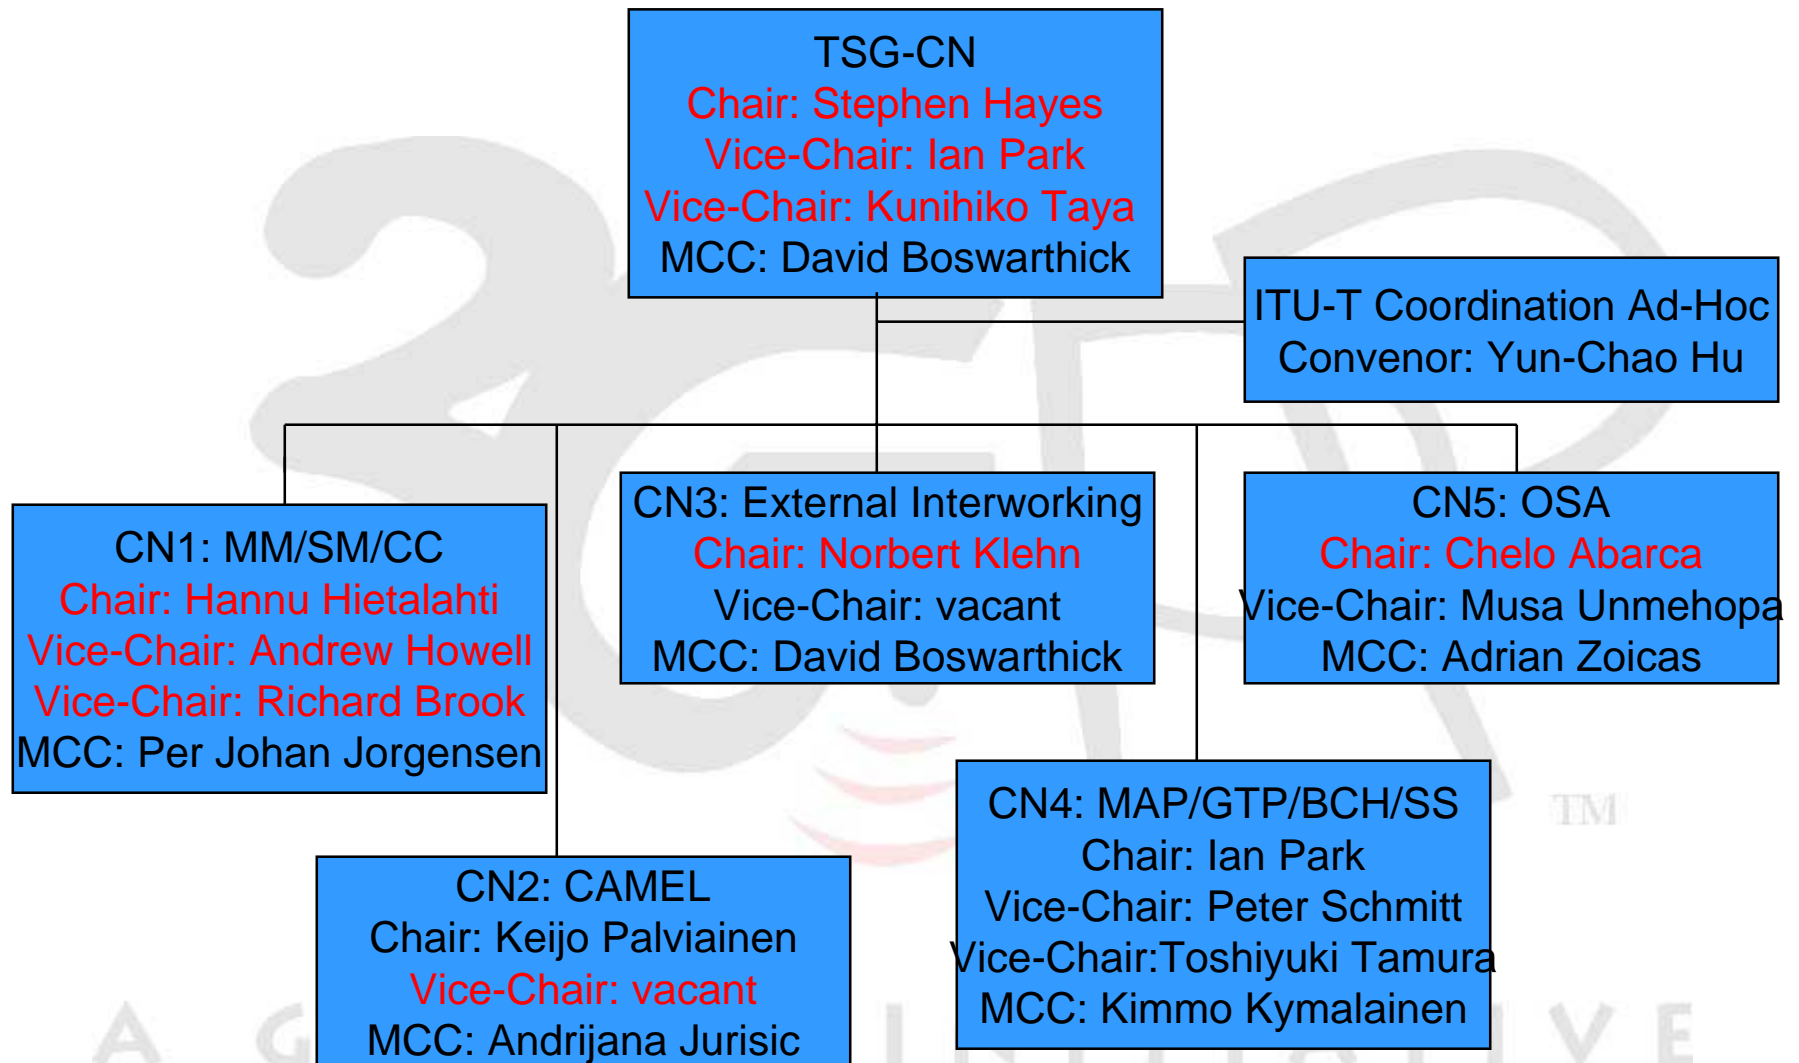 TSG-CN
Chair: Stephen Hayes
Vice-Chair: Ian Park
Vice-Chair: Kunihiko Taya
MCC: David Boswarthick
ITU-T Coordination Ad-Hoc
Convenor: Yun-Chao Hu
CN1: MM/SM/CC
Chair: Hannu Hietalahti
Vice-Chair: Andrew Howell
Vice-Chair: Richard Brook
MCC: Per Johan Jorgensen
CN3: External Interworking
Chair: Norbert Klehn
Vice-Chair: vacant
MCC: David Boswarthick
CN5: OSA
Chair: Chelo Abarca
Vice-Chair: Musa Unmehopa
MCC: Adrian Zoicas
CN2: CAMEL
Chair: Keijo Palviainen
Vice-Chair: vacant
MCC: Andrijana Jurisic
CN4: MAP/GTP/BCH/SS
Chair: Ian Park
Vice-Chair: Peter Schmitt
Vice-Chair:Toshiyuki Tamura
MCC: Kimmo Kymalainen
TM